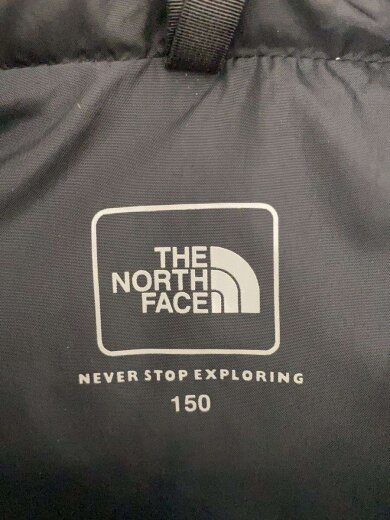 THE
NORTH
FACE
NEVER STOP EXPLORING
150